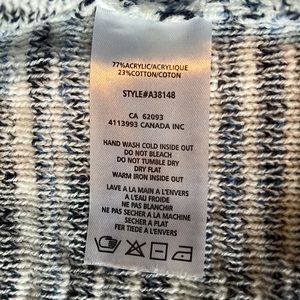 77%ACRYLIC/ACRYLIQUE
23%COTTON/COTON
STYLE#A38148
CA 62093
4113993 CANADA INC
HAND WASH COLD INSIDE OUT
DO NOT BLEACH
DO NOT TUMBLE DRY
DRY FLAT
WARM IRON INSIDE OUT
LAVE A LA MAIN A L'ENVERS
A L'EAU FROIDE
NE PAS BLANCHIR
NE PAS SECHER A LA MACHINE
SECHER A PLAT
FER TIEDE A L'ENVERS